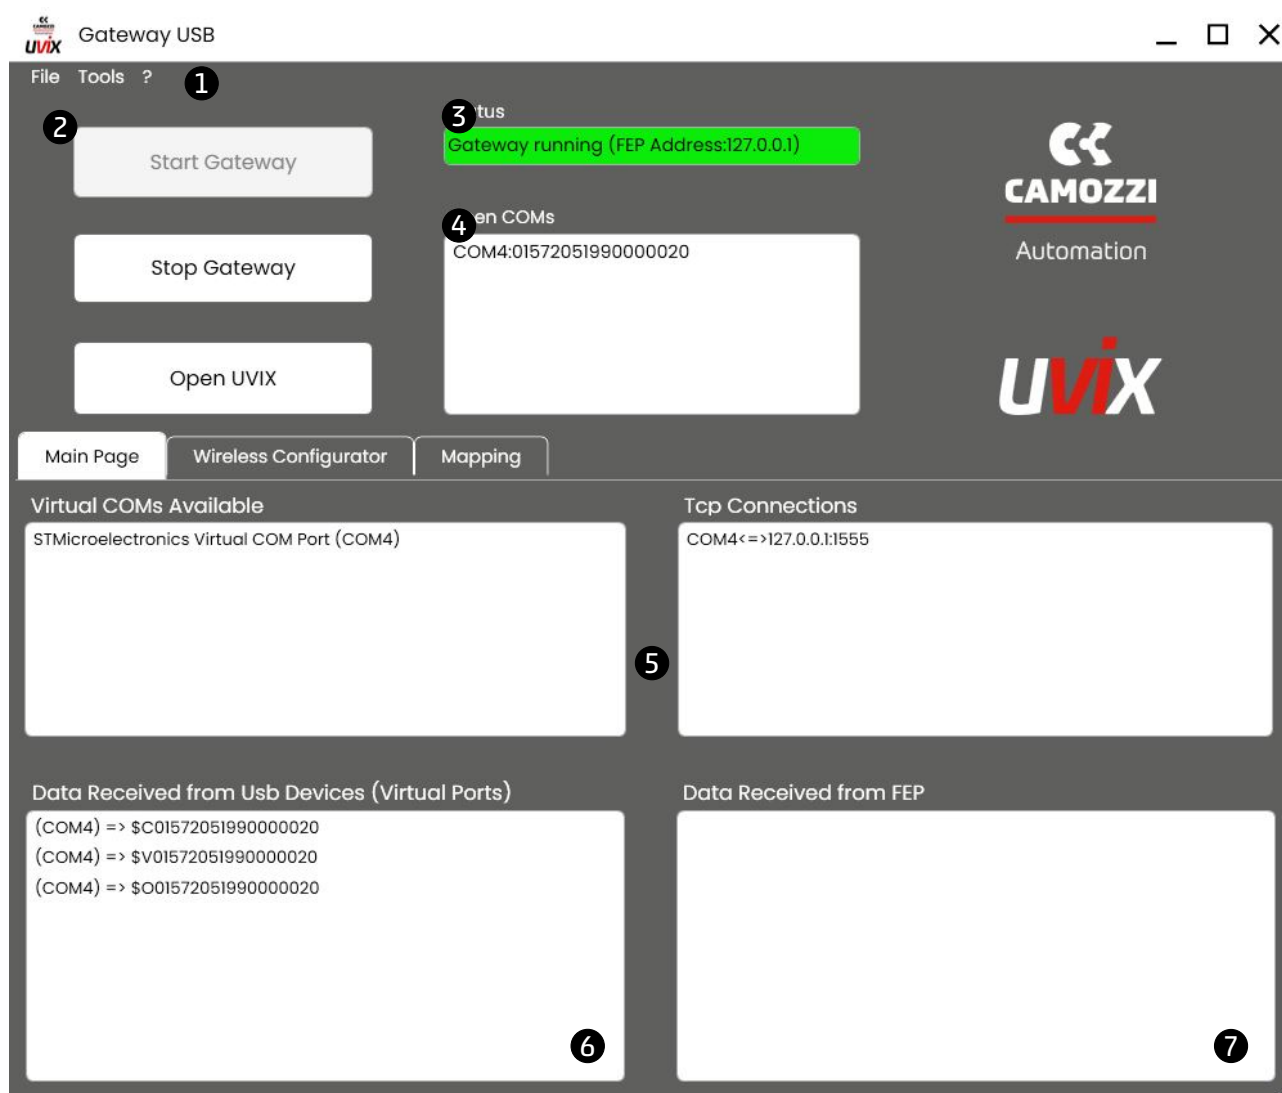 CAMOZZI
UVIX
Gateway USB
File Tools ?
1
2
3 tus
Start Gateway
Gateway running (FEP Address:127.0.0.1)
CAMOZZI
Automation
4 en COMs
Stop Gateway
COM4:01572051990000020
Open UVIX
UVIX
Main Page
Wireless Configurator
Mapping
Virtual COMs Available
STMicroelectronics Virtual COM Port (COM4)
Tcp Connections
COM4<=>127.0.0.1:1555
5
Data Received from Usb Devices (Virtual Ports)
(COM4) => $C01572051990000020
(COM4) => $V01572051990000020
(COM4) => $O01572051990000020
6
Data Received from FEP
7